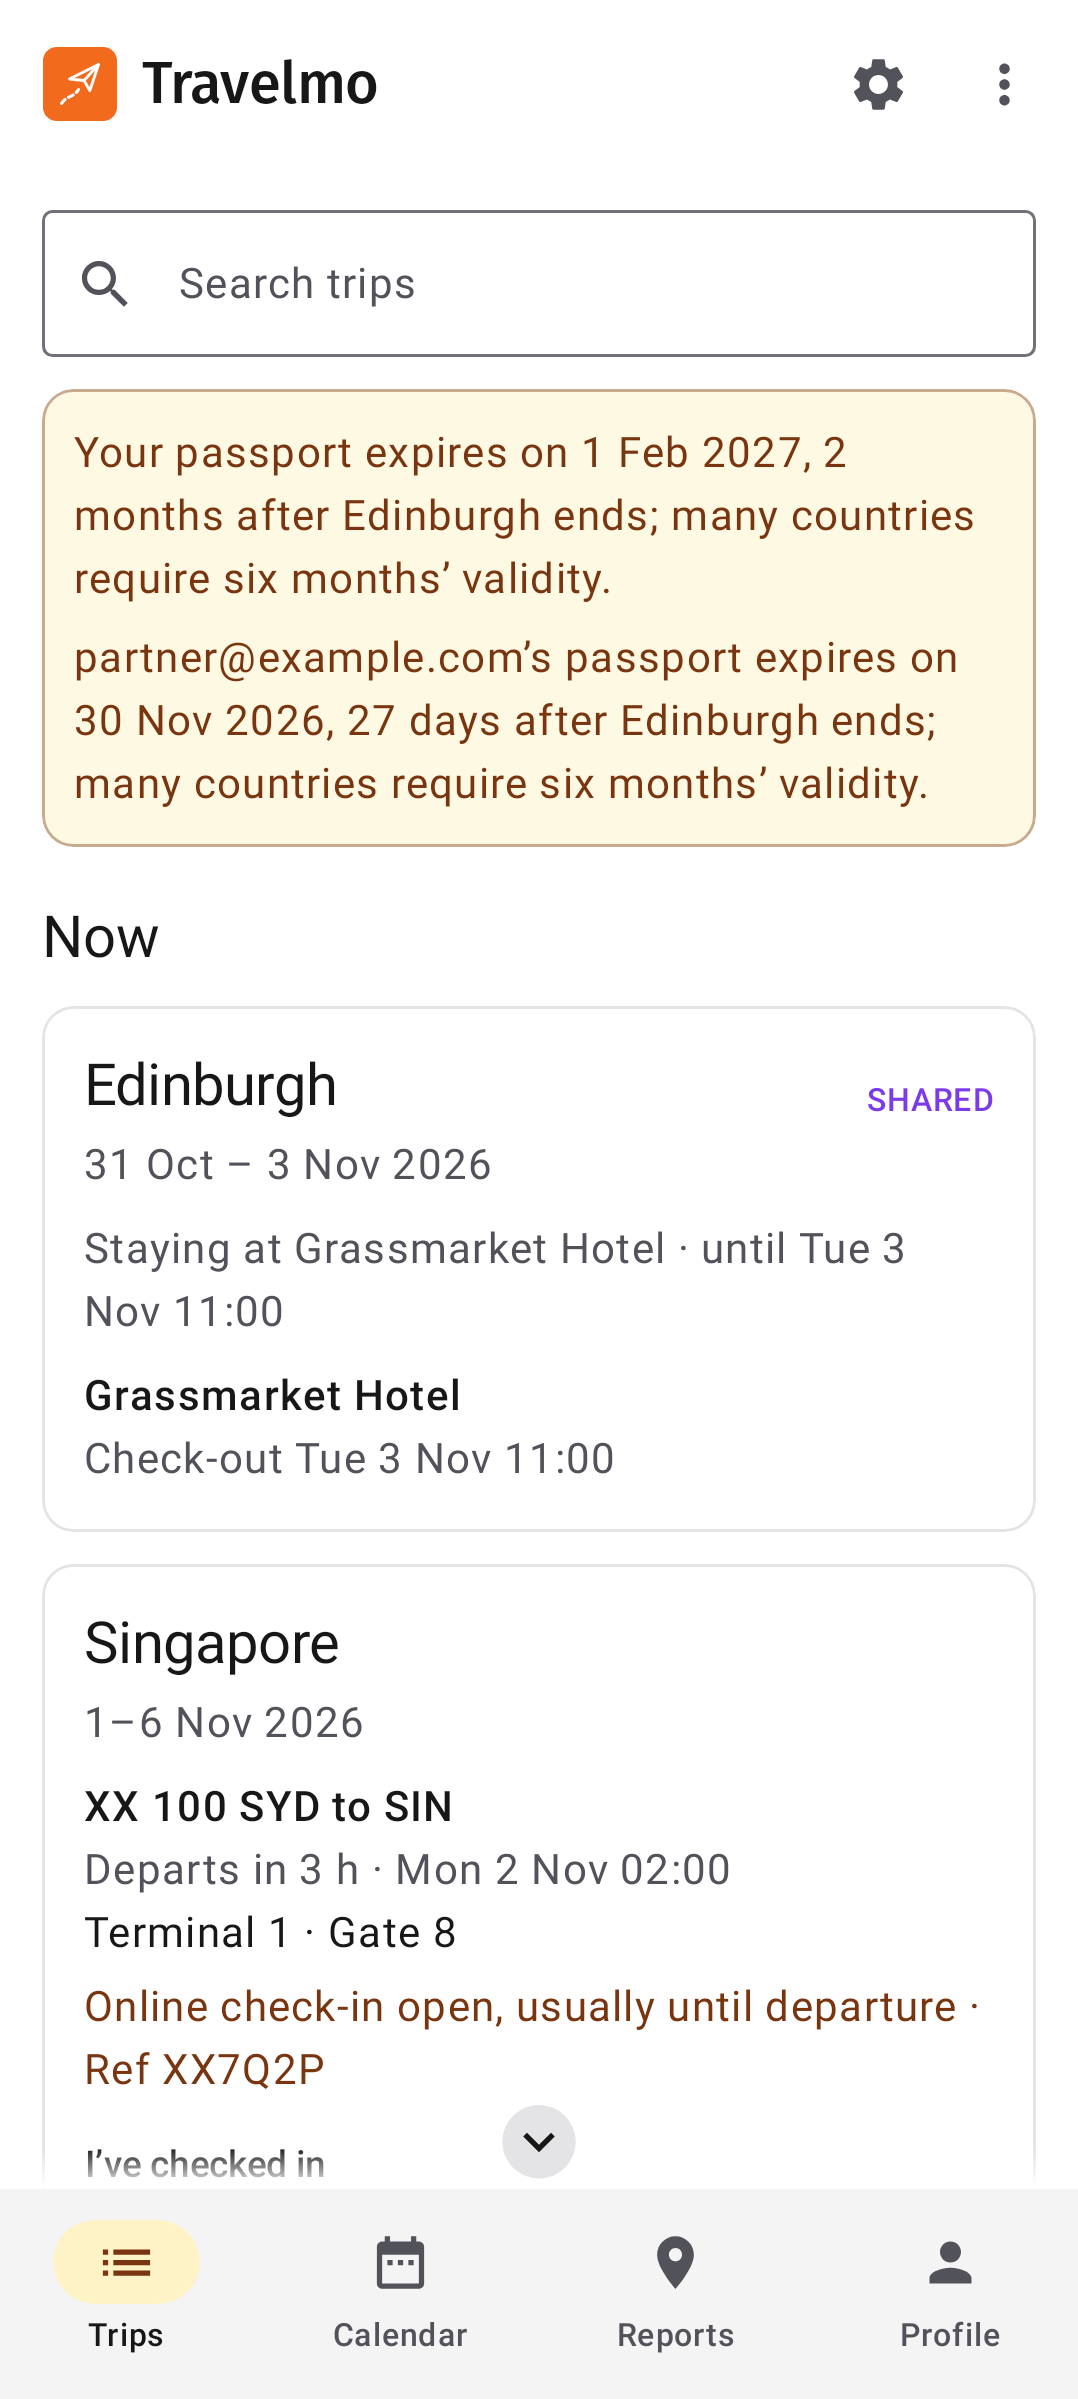 Travelmo
Search trips
Your passport expires on 1 Feb 2027, 2
months after Edinburgh ends; many countries
require six months’ validity.
partner@example.com’s passport expires on
30 Nov 2026, 27 days after Edinburgh ends;
many countries require six months’ validity.
Now
Edinburgh
SHARED
31 Oct – 3 Nov 2026
Staying at Grassmarket Hotel · until Tue 3
Nov 11:00
Grassmarket Hotel
Check-out Tue 3 Nov 11:00
Singapore
1–6 Nov 2026
XX 100 SYD to SIN
Departs in 3 h · Mon 2 Nov 02:00
Terminal 1 · Gate 8
Online check-in open, usually until departure ·
Ref XX7Q2P
I’ve checked in
Trips
Calendar
Reports
Profile